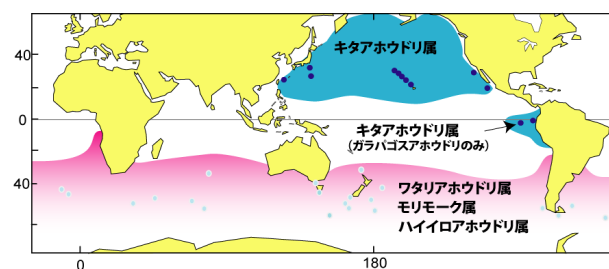 40
0
40
0
180
キタアホウドリ属
キタアホウドリ属
(ガラパゴスアホウドリのみ)
ワタリアホウドリ属
モリモーク属
ハイイロアホウドリ属